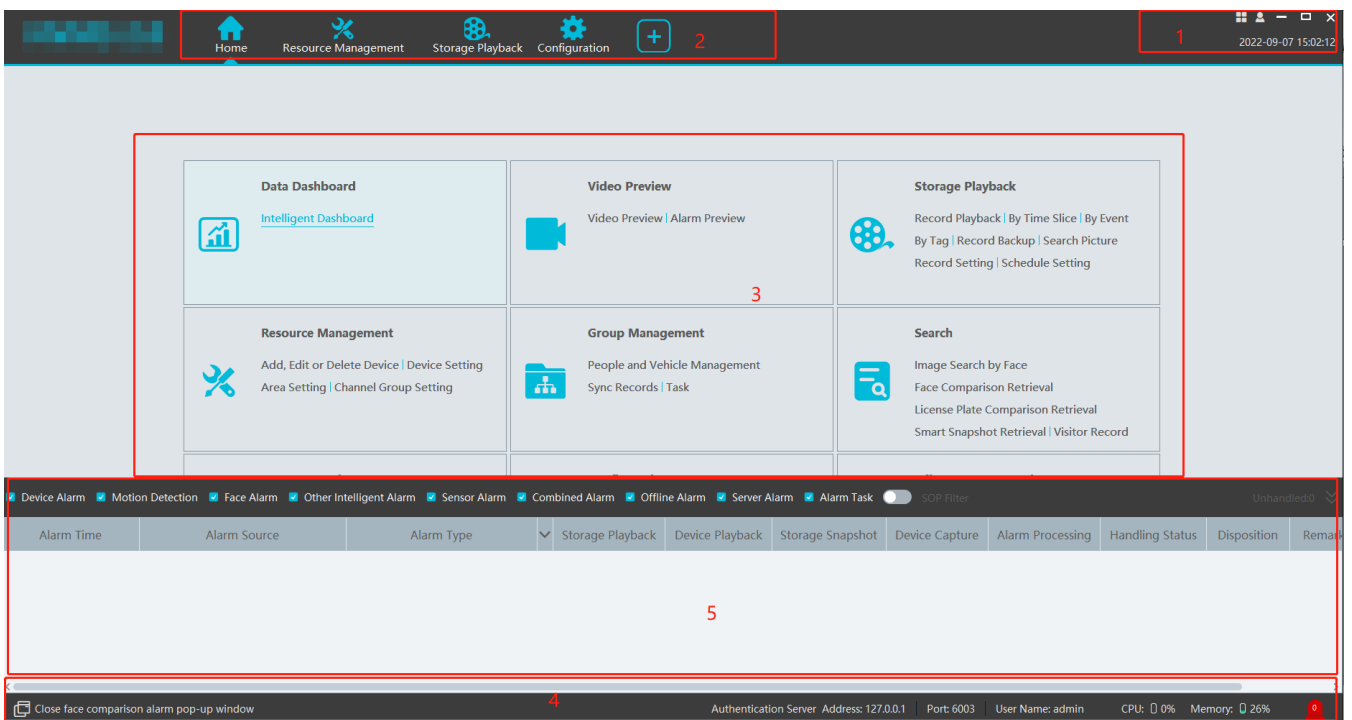 2022-09-07 15:02:12
1
Home
Resource Management
Storage Playback
Configuration
2
Data Dashboard
Intelligent Dashboard
Video Preview
Video Preview | Alarm Preview
Storage Playback
Record Playback | By Time Slice | By Event
By Tag | Record Backup | Search Picture
Record Setting | Schedule Setting
3
Resource Management
Add, Edit or Delete Device | Device Setting
Area Setting | Channel Group Setting
Group Management
People and Vehicle Management
Sync Records | Task
Search
Image Search by Face
Face Comparison Retrieval
License Plate Comparison Retrieval
Smart Snapshot Retrieval | Visitor Record
Device Alarm Motion Detection Face Alarm Other Intelligent Alarm Sensor Alarm Combined Alarm Offline Alarm Server Alarm Alarm Task SOP Filter Unhandled:0
Alarm Time Alarm Source Alarm Type Storage Playback Device Playback Storage Snapshot Device Capture Alarm Processing Handling Status Disposition Remark
5
4
Close face comparison alarm pop-up window Authentication Server Address: 127.0.0.1 Port: 6003 User Name: admin CPU: 0% Memory: 26% 0